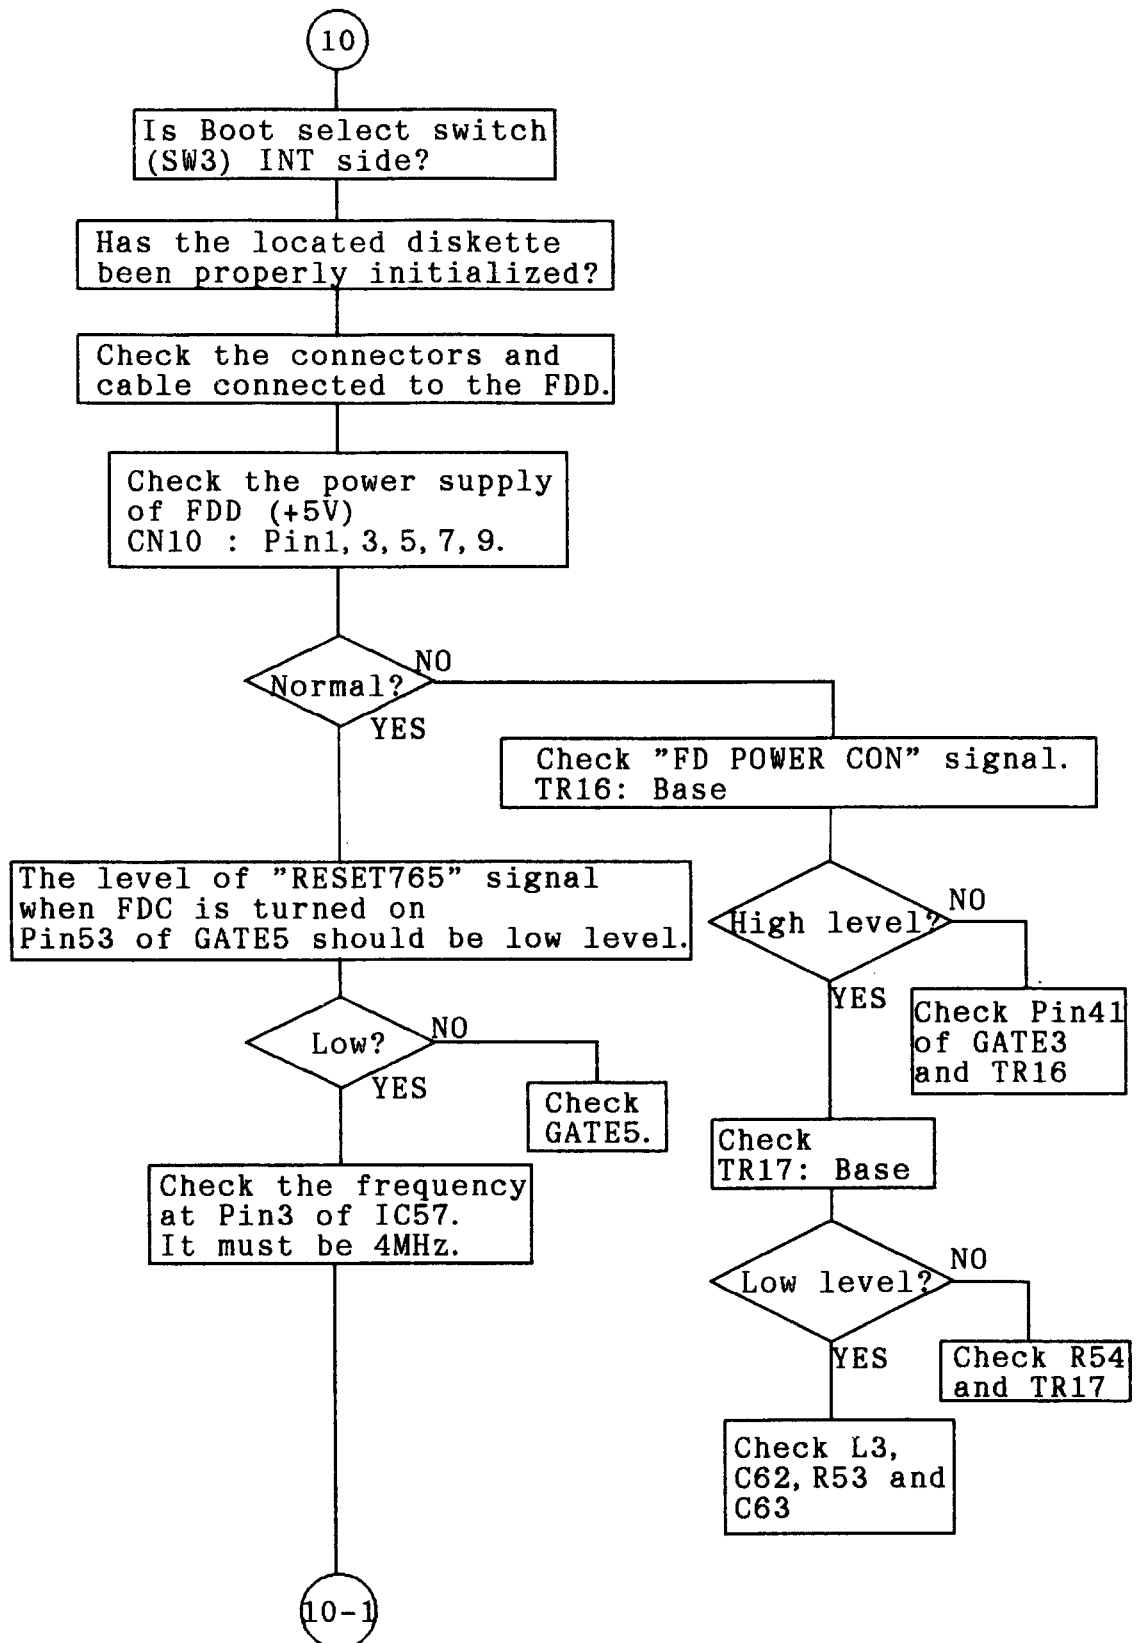 10
Is Boot select switch
(SW3) INT side?
Has the located diskette
been properly initialized?
Check the connectors and
cable connected to the FDD.
Check the power supply
of FDD (+5V)
CN10 : Pin1, 3, 5, 7, 9.
Normal?
NO
YES
Check "FD POWER CON" signal.
TR16: Base
The level of "RESET765" signal
when FDC is turned on
Pin53 of GATE5 should be low level.
High level?
NO
YES
Check Pin41
of GATE3
and TR16
Low?
NO
YES
Check
GATE5.
Check
TR17: Base
Check the frequency
at Pin3 of IC57.
It must be 4MHz.
Low level?
NO
YES
Check R54
and TR17
Check L3,
C62, R53 and
C63
10-1